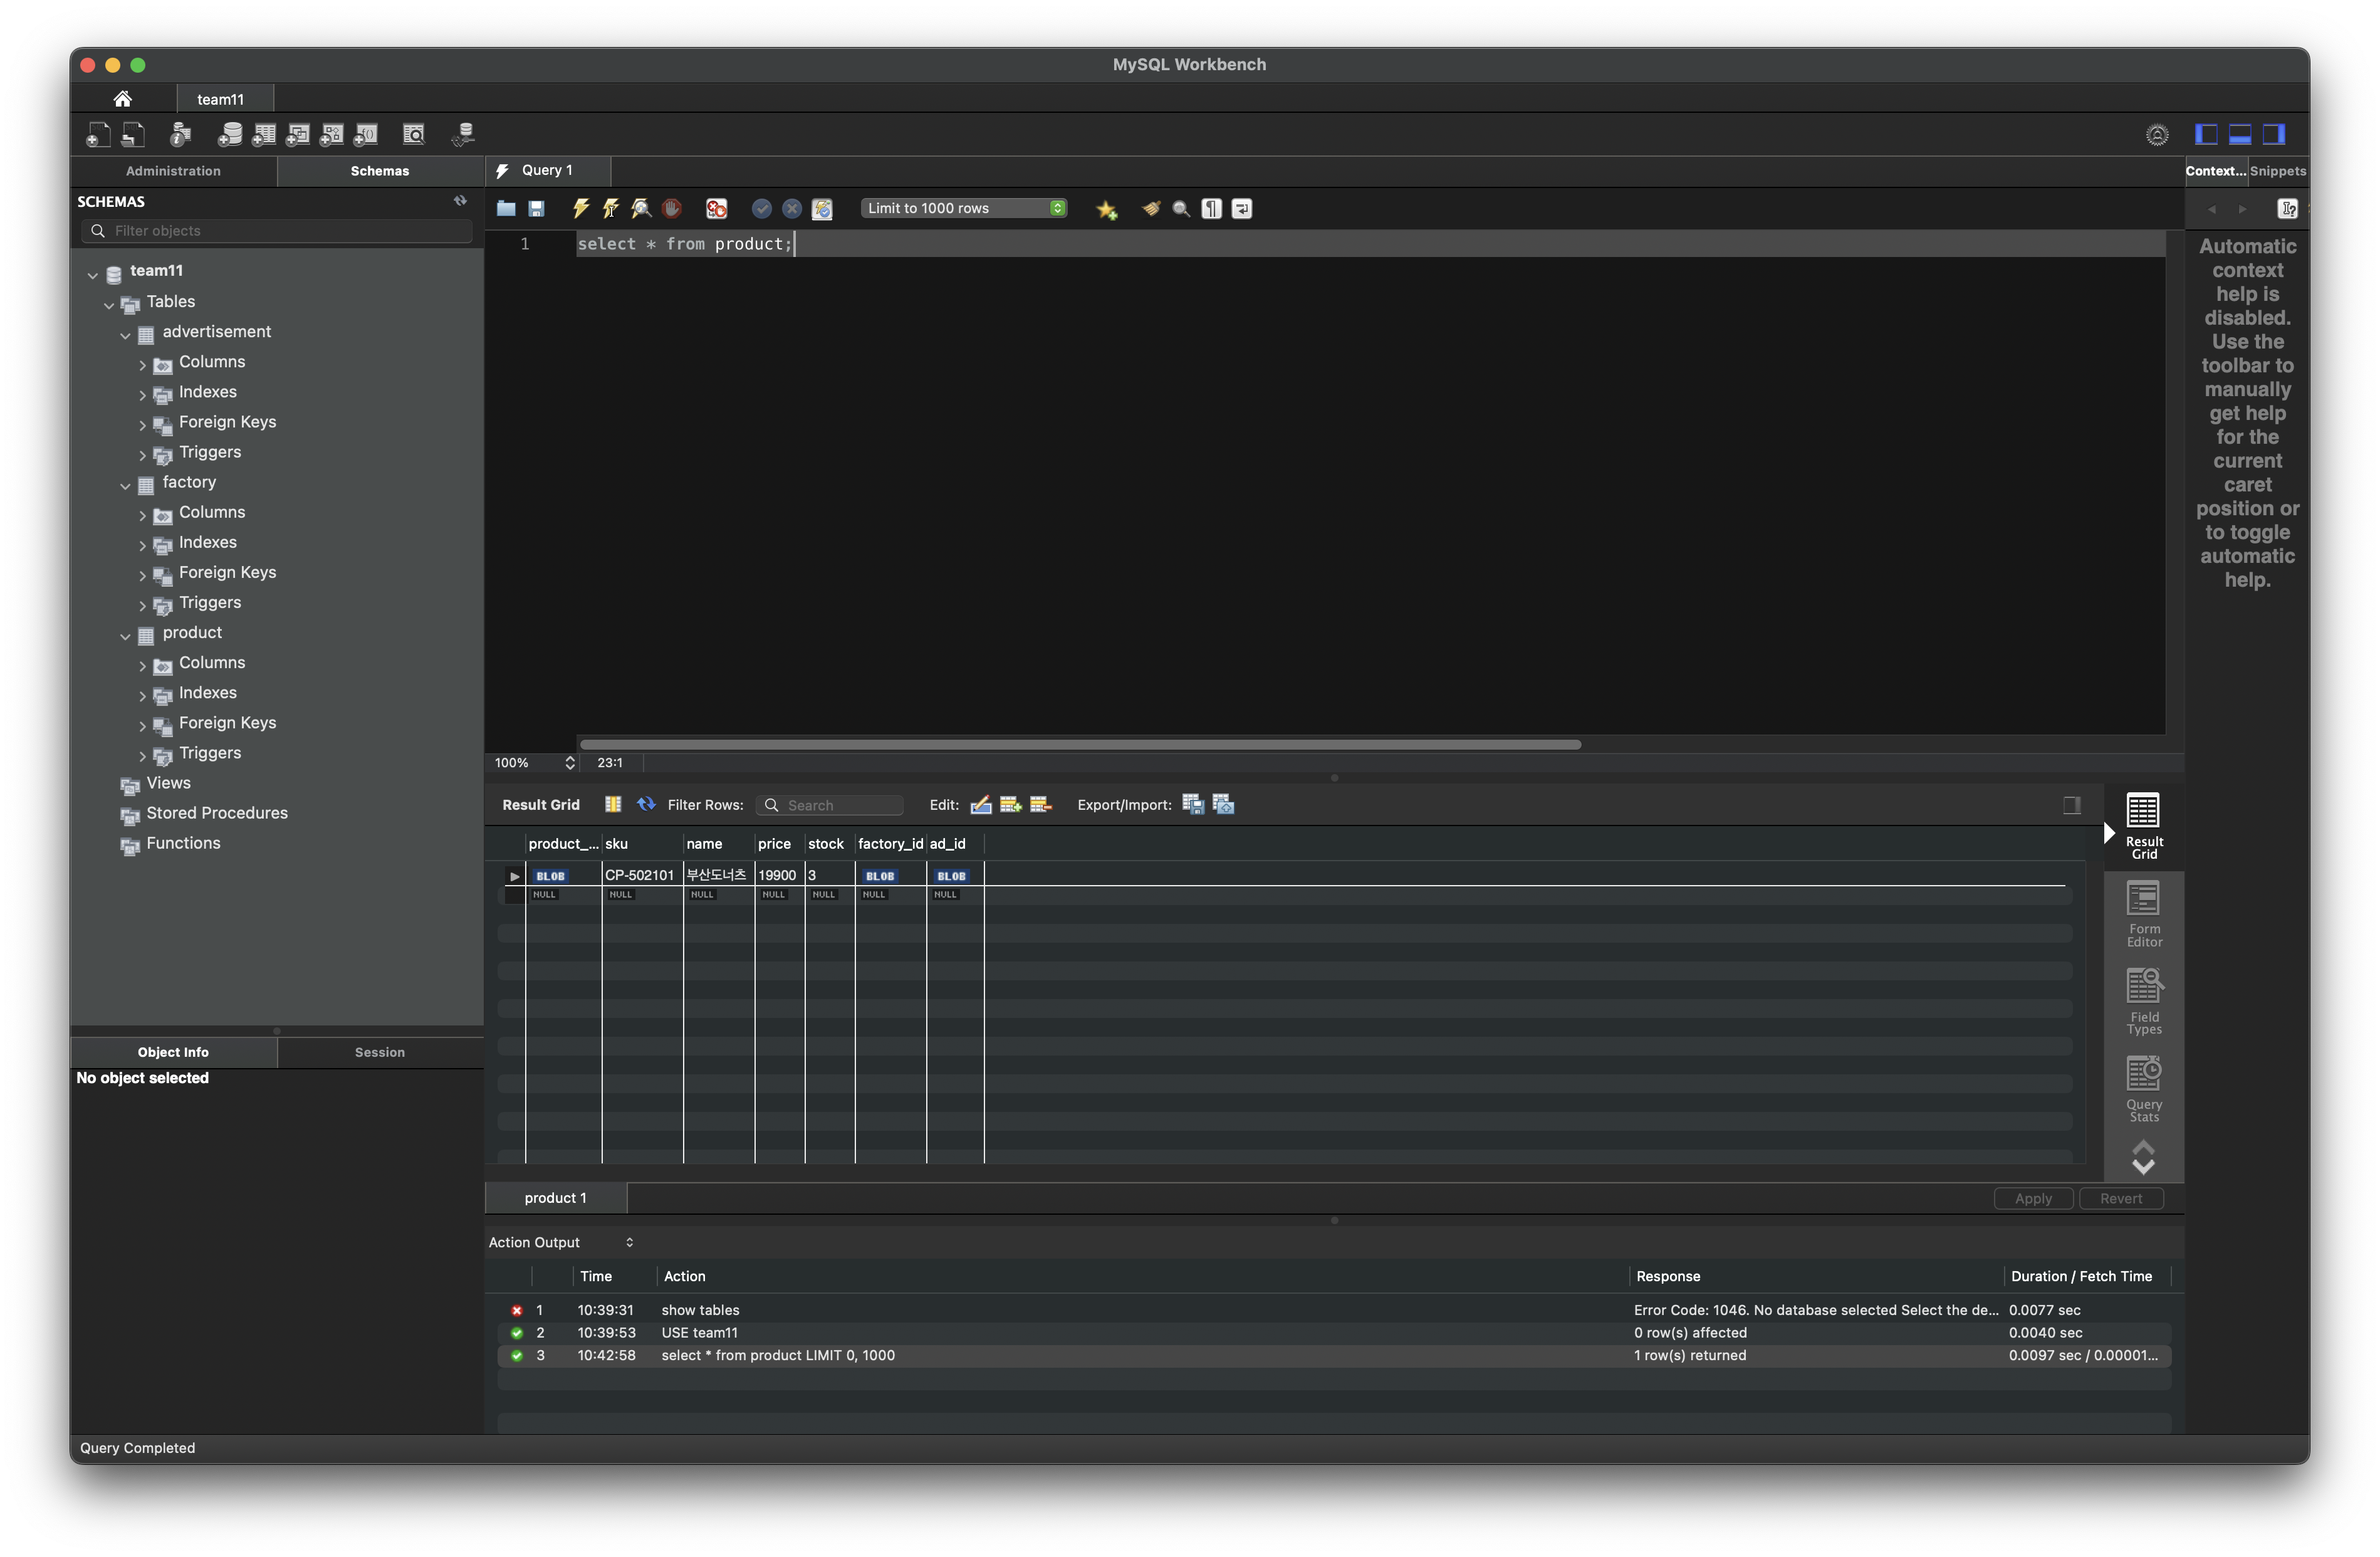 MySQL Workbench
team11
Administration
Schemas
Query 1
Context...
Snippets
SCHEMAS
Filter objects
Limit to 1000 rows
1
select * from product;
team11
Tables
advertisement
Columns
Indexes
Foreign Keys
Triggers
factory
Columns
Indexes
Foreign Keys
Triggers
product
Columns
Indexes
Foreign Keys
Triggers
Views
Stored Procedures
Functions
Automatic
context
help is
disabled.
Use the
toolbar to
manually
get help
for the
current
caret
position or
to toggle
automatic
help.
100%
23:1
Result Grid
Filter Rows:
Search
Edit:
Export/Import:
product_... sku name price stock factory_id ad_id
BLOB CP-502101 부산도너츠 19900 3 BLOB BLOB
NULL NULL NULL NULL NULL NULL NULL
Result
Grid
Form
Editor
Field
Types
Query
Stats
Object Info
Session
No object selected
product 1
Apply
Revert
Action Output
Time Action Response Duration / Fetch Time
1 10:39:31 show tables Error Code: 1046. No database selected Select the de... 0.0077 sec
2 10:39:53 USE team11 0 row(s) affected 0.0040 sec
3 10:42:58 select * from product LIMIT 0, 1000 1 row(s) returned 0.0097 sec / 0.00001...
Query Completed